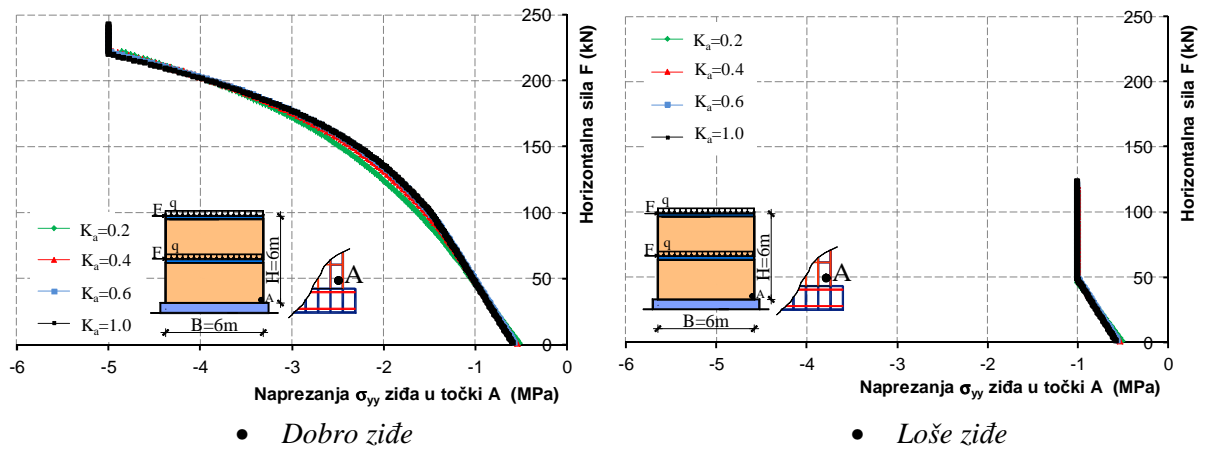 250
200
150
100
50
0
Horizontalna sila F (kN)
-6 -5 -4 -3 -2 -1 0
Naprezanja σyy ziđa u točki A (MPa)
Ka=0.2
Ka=0.4
Ka=0.6
Ka=1.0
F q
F q
H=6m
A
B=6m
A
• Dobro ziđe
250
200
150
100
50
0
Horizontalna sila F (kN)
-6 -5 -4 -3 -2 -1 0
Naprezanja σyy ziđa u točki A (MPa)
Ka=0.2
Ka=0.4
Ka=0.6
Ka=1.0
F q
F q
H=6m
A
B=6m
A
• Loše ziđe